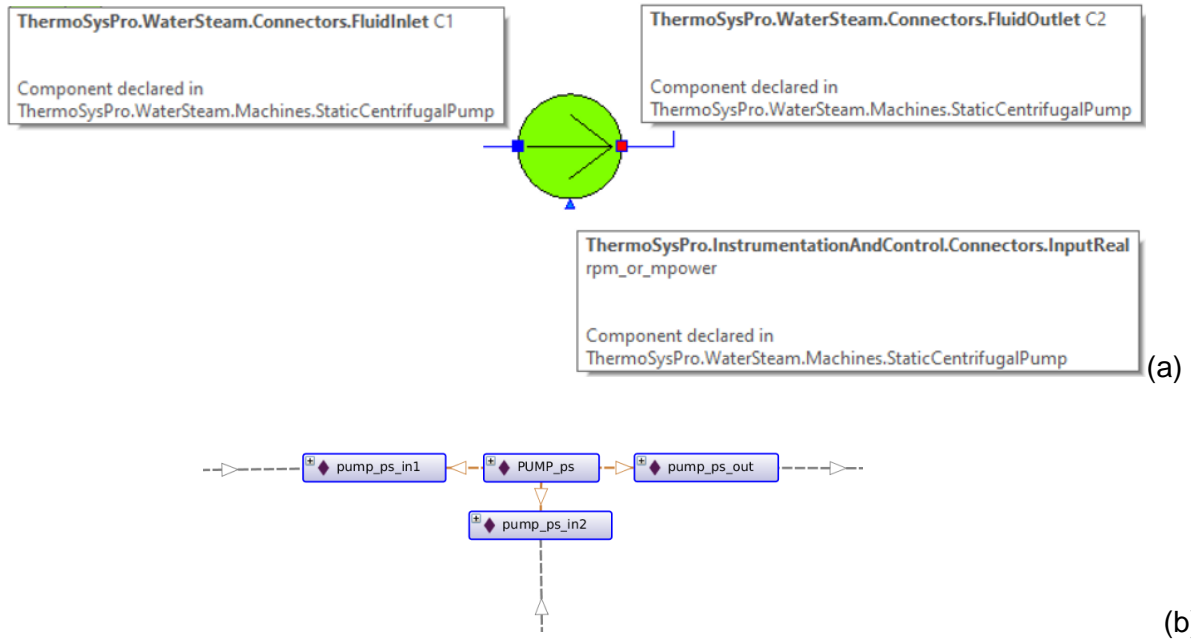 ThermoSysPro.WaterSteam.Connectors.FluidInlet C1
Component declared in
ThermoSysPro.WaterSteam.Machines.StaticCentrifugalPump
ThermoSysPro.WaterSteam.Connectors.FluidOutlet C2
Component declared in
ThermoSysPro.WaterSteam.Machines.StaticCentrifugalPump
ThermoSysPro.InstrumentationAndControl.Connectors.InputReal
rpm_or_mpower
Component declared in
ThermoSysPro.WaterSteam.Machines.StaticCentrifugalPump
(a)
pump_ps_in1
PUMP_ps
pump_ps_out
pump_ps_in2
(b